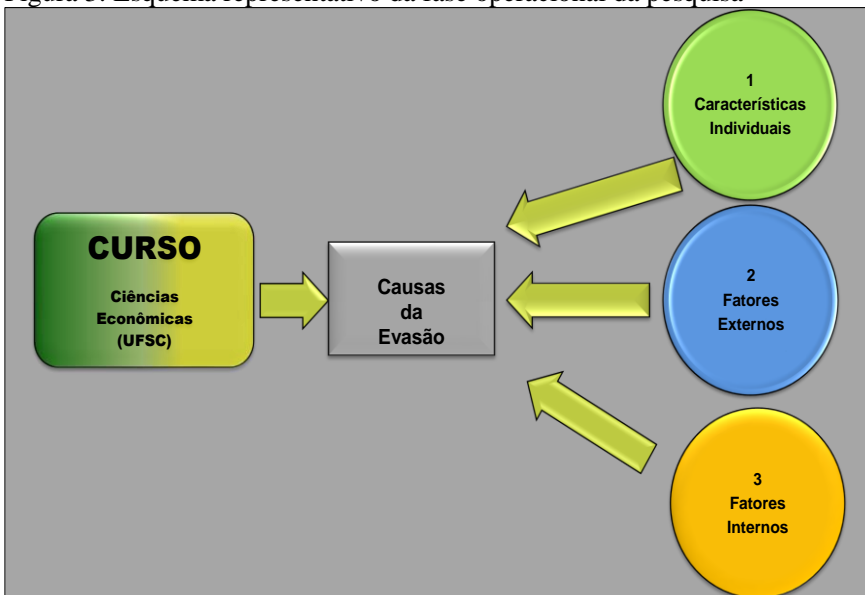 Figura 3: Esquema representativo da fase operacional da pesquisa
1
Características
Individuais
CURSO
Ciências
Econômicas
(UFSC)
Causas
da
Evasão
2
Fatores
Externos
3
Fatores
Internos